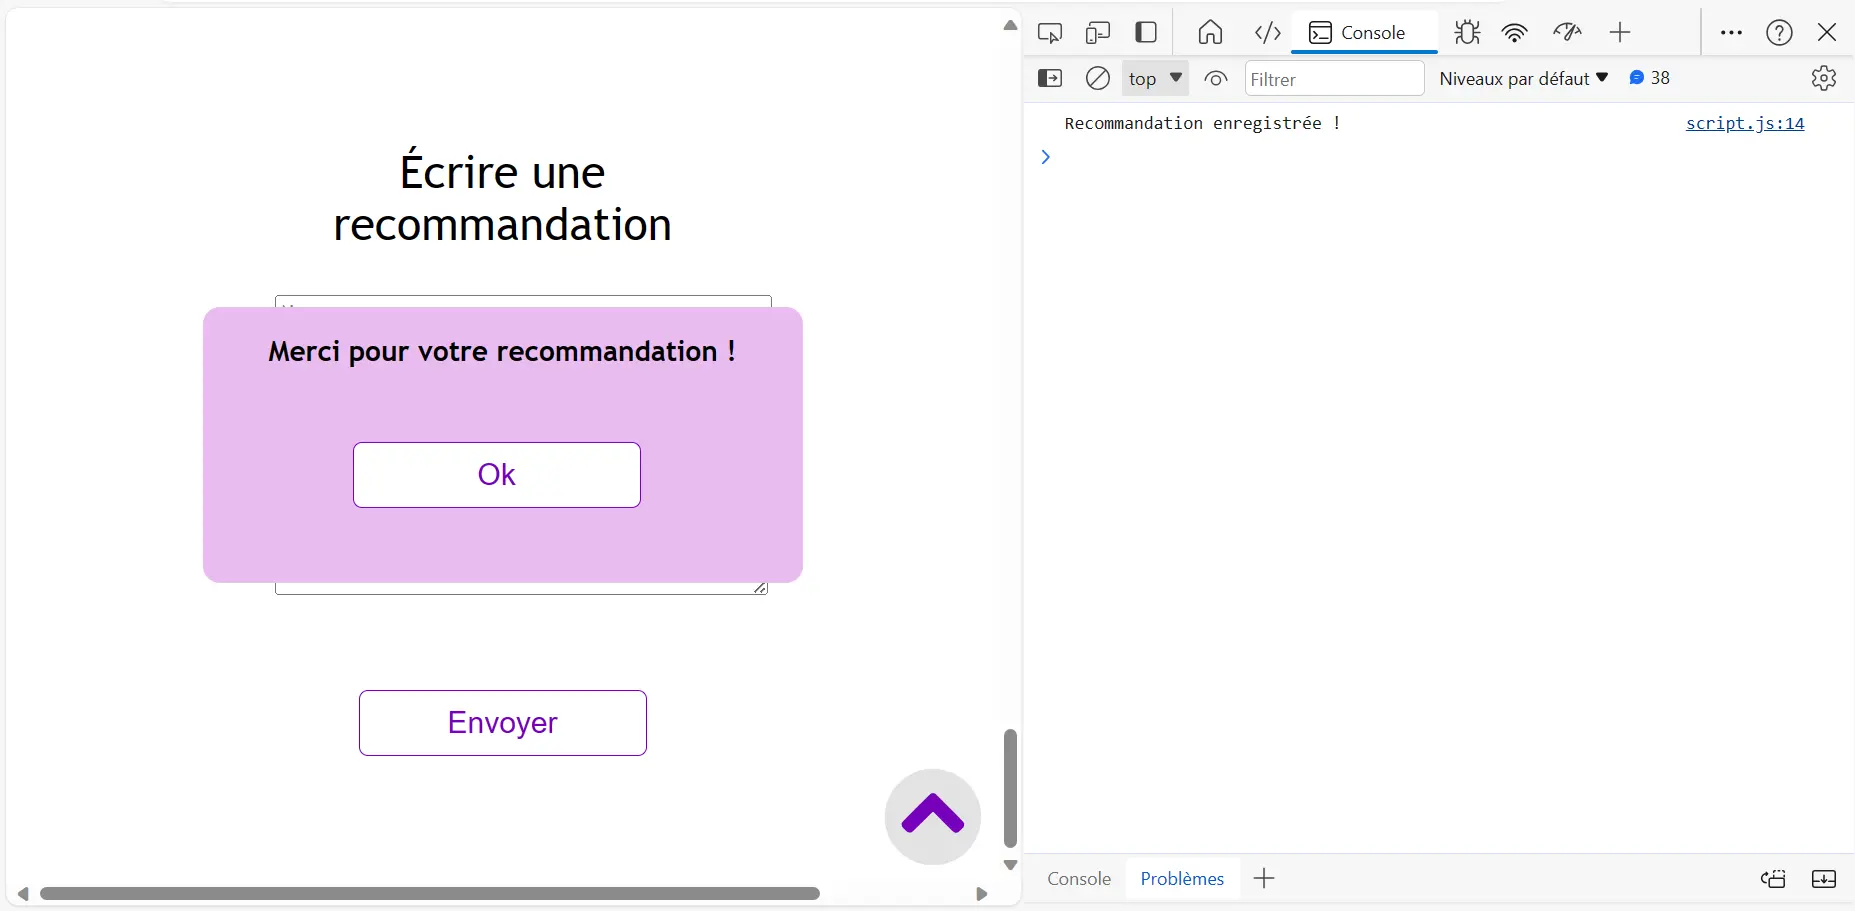 Écrire une
recommandation
Merci pour votre recommandation !
Ok
Envoyer
Console
top
Filtrer
Niveaux par défaut
38
Recommandation enregistrée !
script.js:14
Console
Problèmes